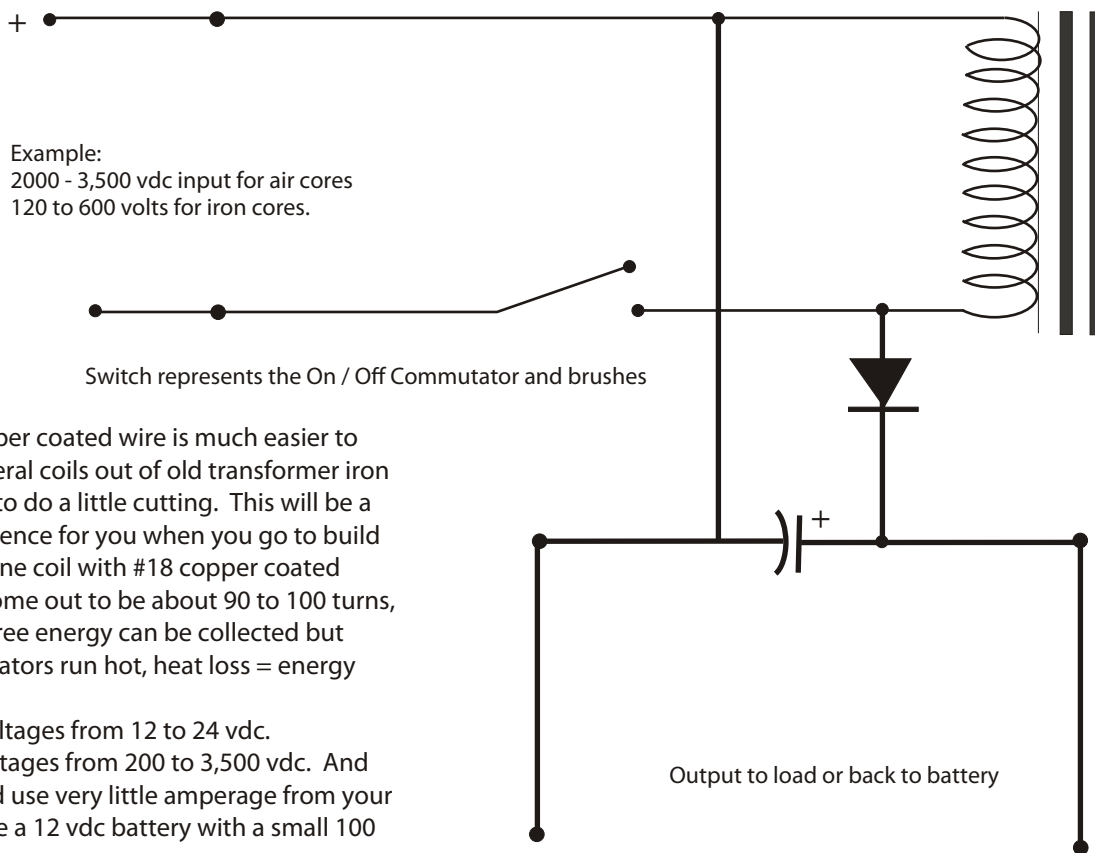 +
Example:
2000 - 3,500 vdc input for air cores
120 to 600 volts for iron cores.
Switch represents the On / Off Commutator and brushes
per coated wire is much easier to
eral coils out of old transformer iron
to do a little cutting. This will be a
ence for you when you go to build
ne coil with #18 copper coated
ome out to be about 90 to 100 turns,
ree energy can be collected but
ators run hot, heat loss = energy
+
ltages from 12 to 24 vdc.
tages from 200 to 3,500 vdc. And
d use very little amperage from your
e a 12 vdc battery with a small 100
Output to load or back to battery